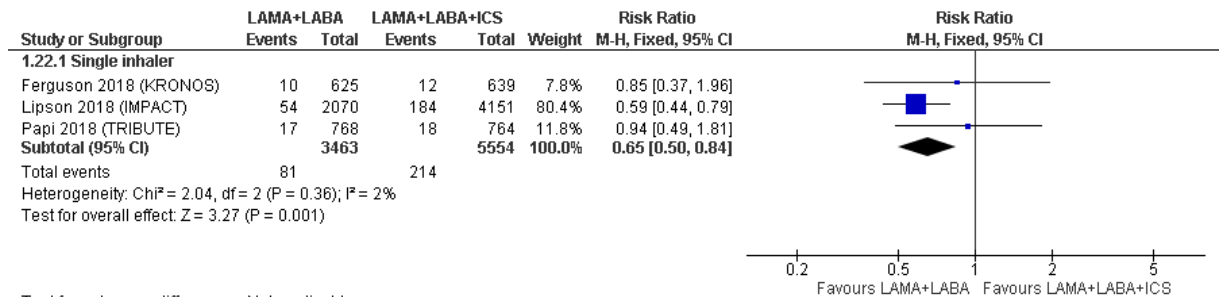 LAMA+LABA LAMA+LABA+ICS Risk Ratio Risk Ratio
Study or Subgroup Events Total Events Total Weight M-H, Fixed, 95% CI M-H, Fixed, 95% CI
1.22.1 Single inhaler
Ferguson 2018 (KRONOS) 10 625 12 639 7.8% 0.85 [0.37, 1.96]
Lipson 2018 (IMPACT) 54 2070 184 4151 80.4% 0.59 [0.44, 0.79]
Papi 2018 (TRIBUTE) 17 768 18 764 11.8% 0.94 [0.49, 1.81]
Subtotal (95% CI) 3463 5554 100.0% 0.65 [0.50, 0.84]
Total events 81 214
Heterogeneity: Chi² = 2.04, df = 2 (P = 0.36); I² = 2%
Test for overall effect: Z = 3.27 (P = 0.001)
0.2 0.5 1 2 5
Favours LAMA+LABA Favours LAMA+LABA+ICS